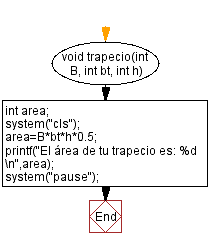 void trapecio(int
B, int bt, int h)
int area;
system("cls");
area=B*bt*h*0.5;
printf("El área de tu trapecio es: %d
\n",area);
system("pause");
End